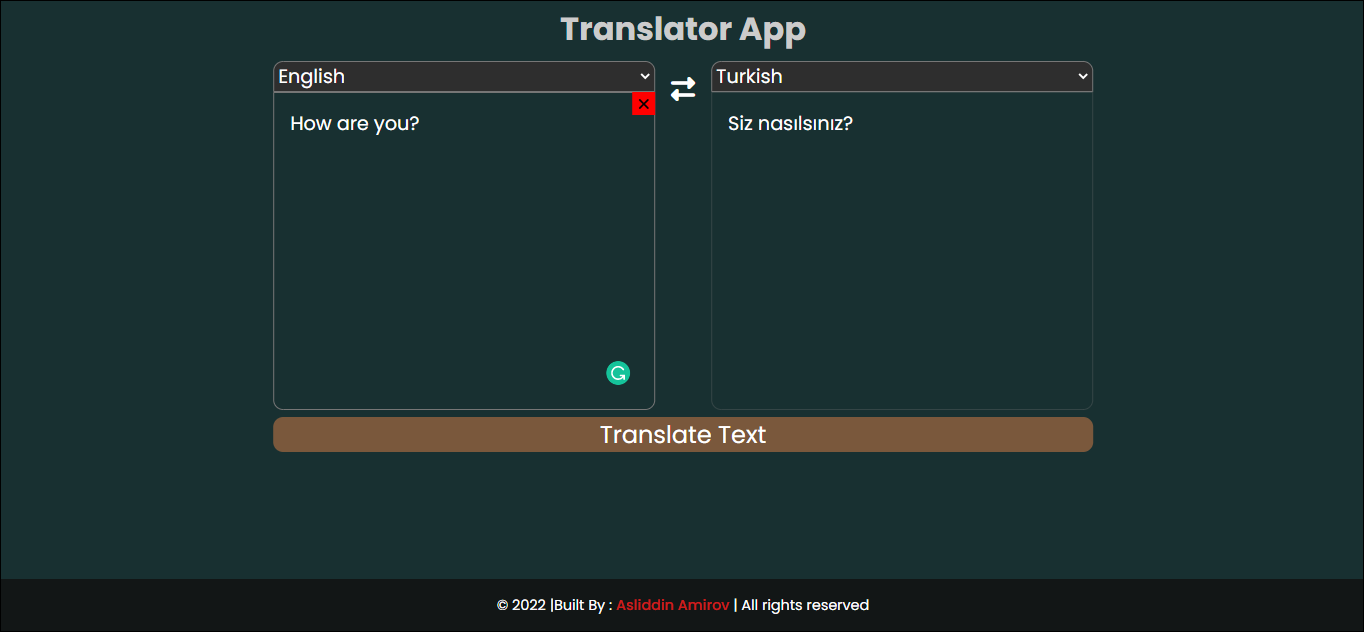 Translator App
English
Turkish
How are you?
Siz nasılsınız?
Translate Text
© 2022 |Built By : Asliddin Amirov | All rights reserved